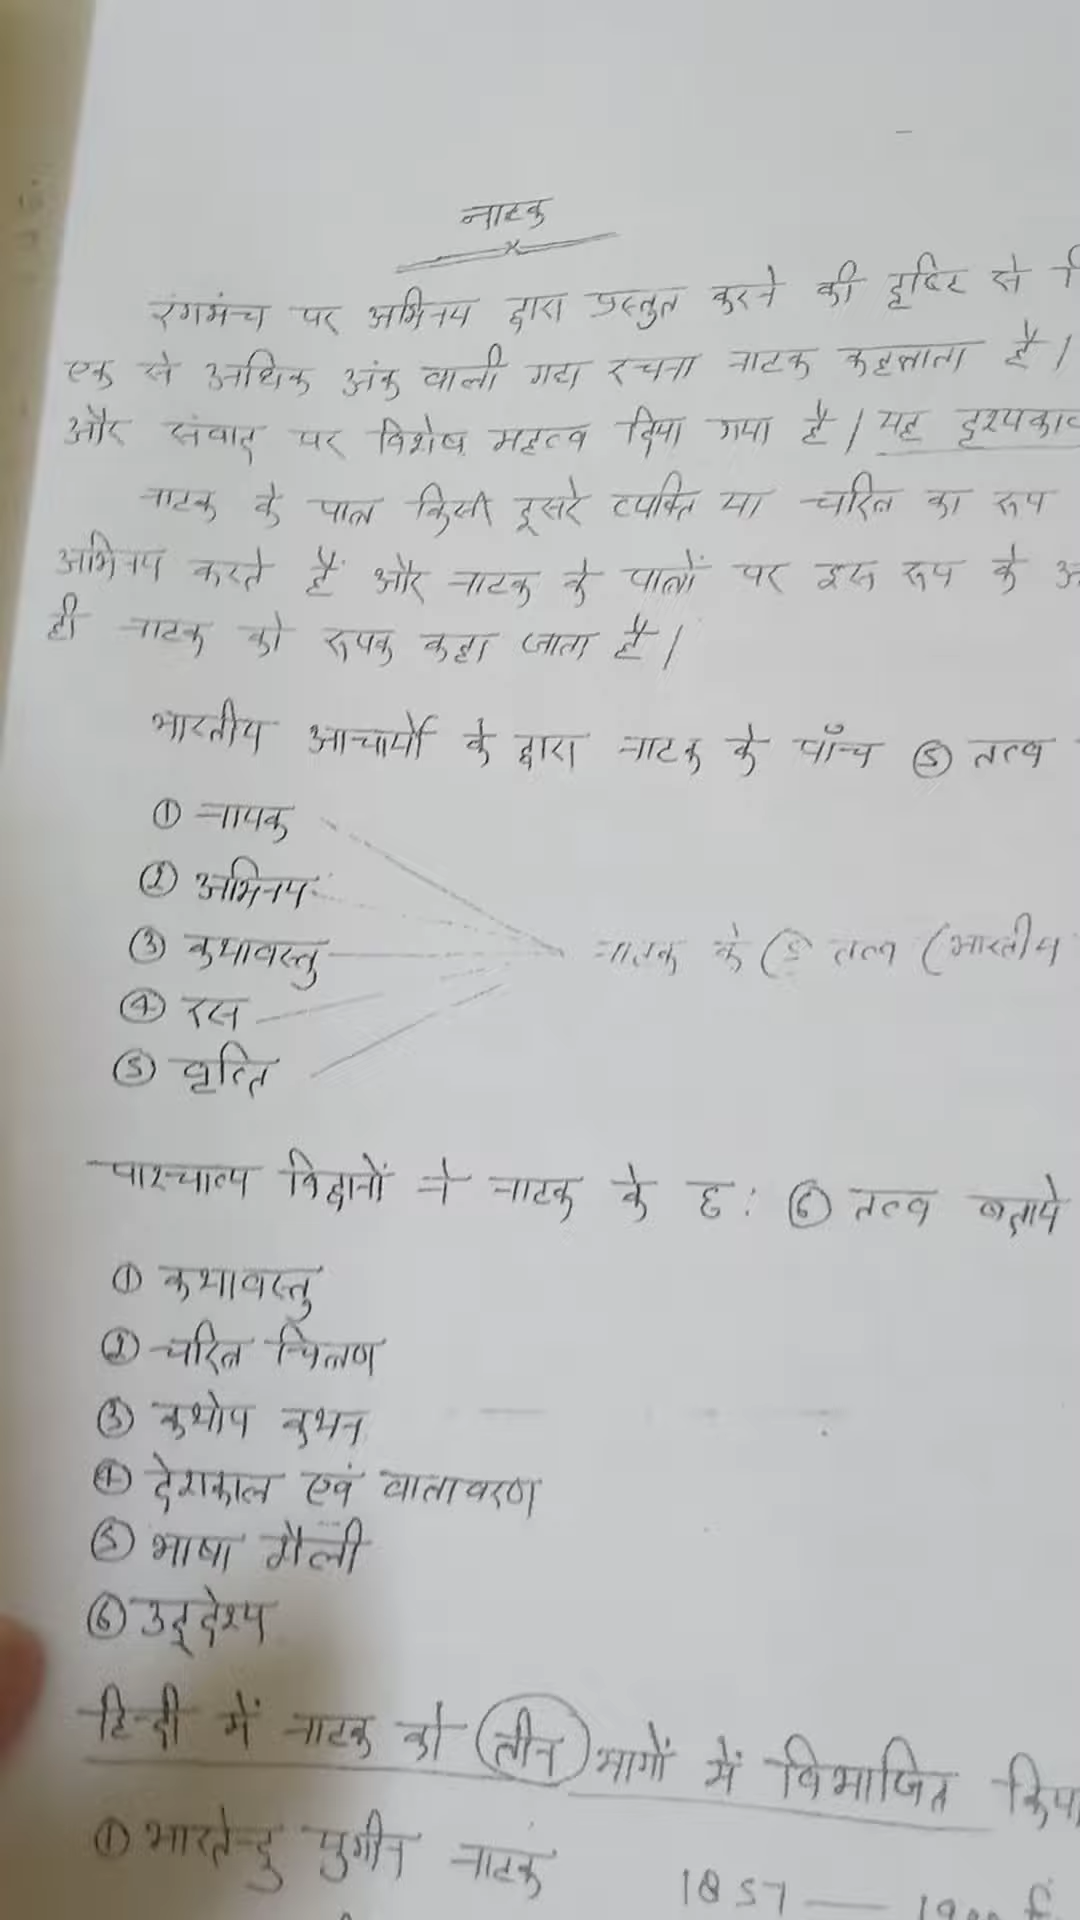 नाटक
रंगमंच पर अभिनय द्वारा प्रस्तुत करने की दृष्टि से
एक से अधिक अंक वाली गद्य रचना नाटक कहलाता है।
और संवाद पर विशेष महत्व दिया गया है। यह दृश्यकाव
नाटक के पात्र किसी दूसरे व्यक्ति या चरित्र का रूप
अभिनय करते हैं और नाटक के पात्रों पर इस रूप के
ही नाटक को रूपक कहा जाता है।
भारतीय आचार्यों के द्वारा नाटक के पाँच ⑤ तत्व
① नायक
② अभिनय
③ कथावस्तु
④ रस
नाटक के (5 तत्व (भारतीय
⑤ वृत्ति
पाश्चात्य विद्वानों ने नाटक के छ: ⑥ तत्व बताये
① कथावस्तु
② चरित्र चित्रण
③ कथोप कथन
④ देशकाल एवं वातावरण
⑤ भाषा शैली
⑥ उद्देश्य
हिन्दी में नाटक को तीन भागों में विभाजित किया
① भारतेन्दु युगीन नाटक 1857 — 1900